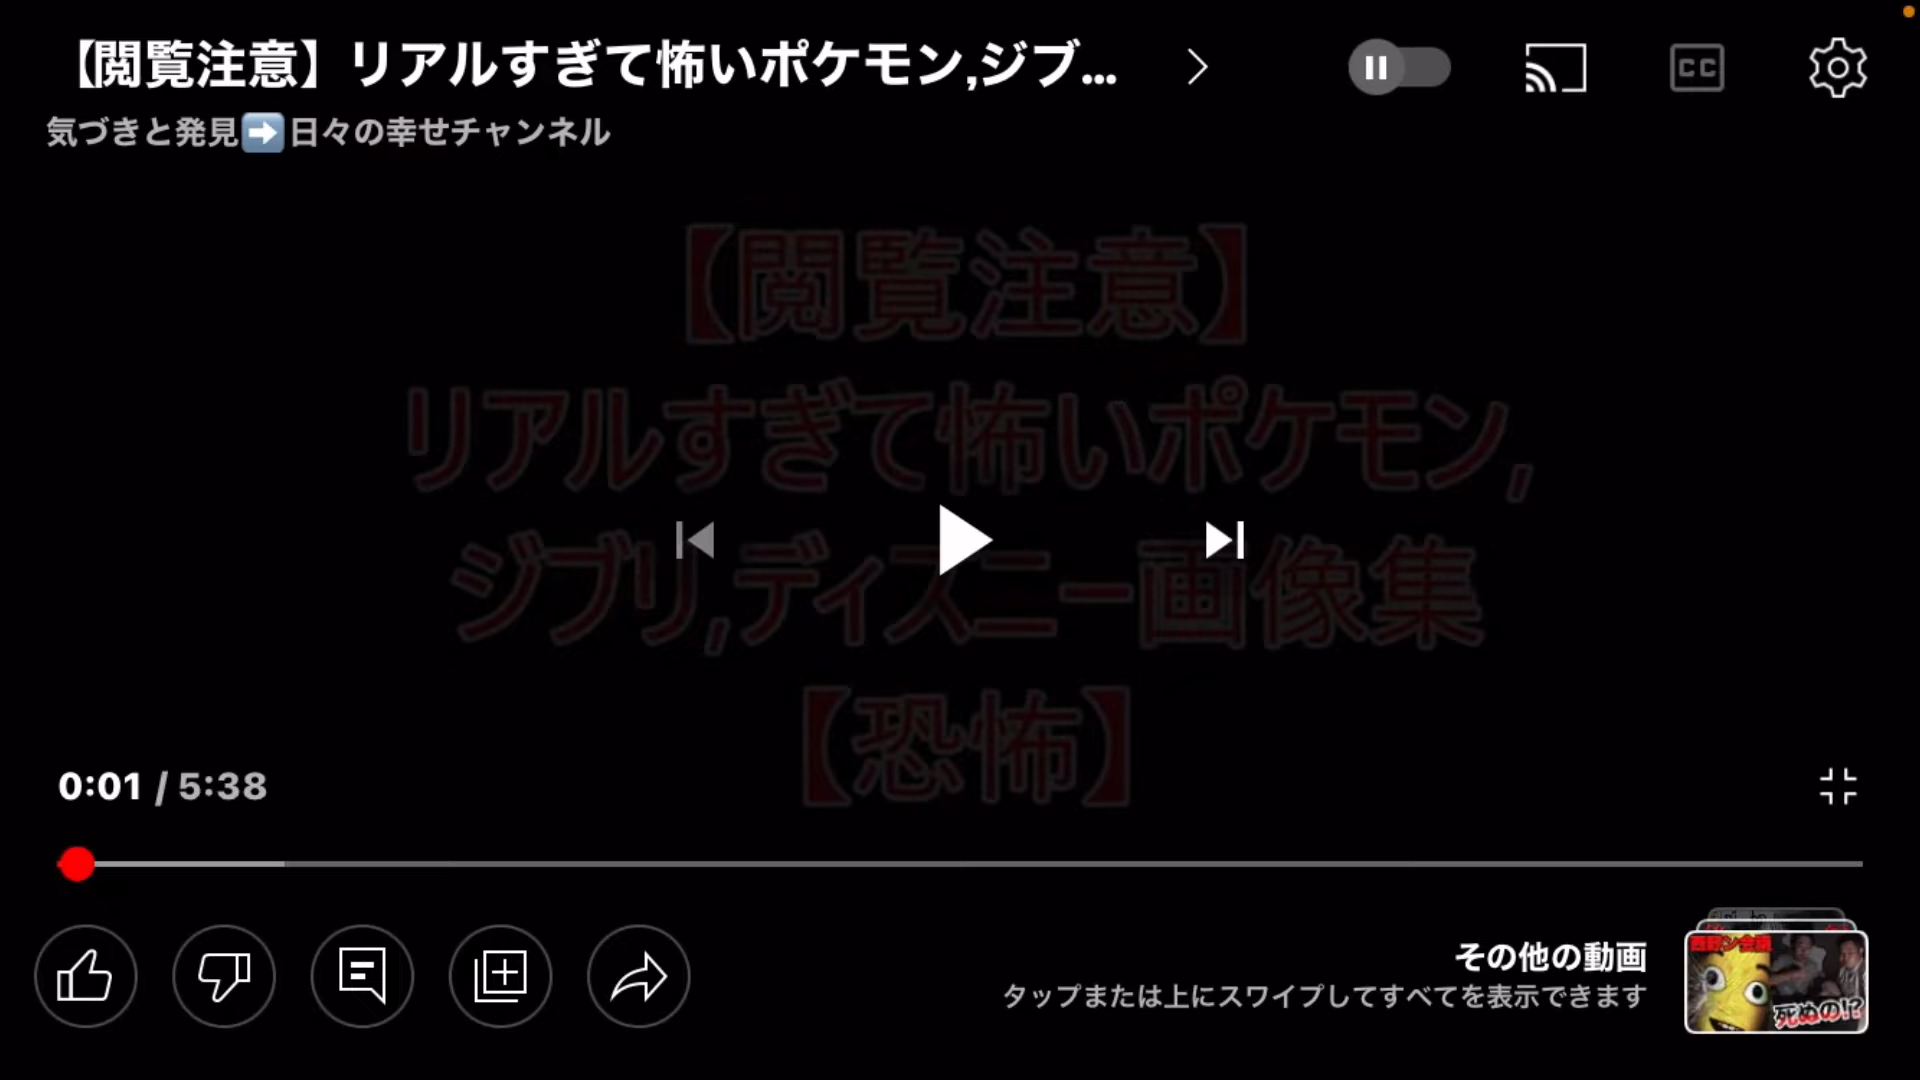 【閲覧注意】リアルすぎて怖いポケモン,ジブ...
CC
気づきと発見➡️日々の幸せチャンネル
【閲覧注意】
リアルすぎて怖いポケモン,
ジブリ,ディズニー画像集
【恐怖】
0:01 / 5:38
その他の動画
タップまたは上にスワイプしてすべてを表示できます
死ぬの!?